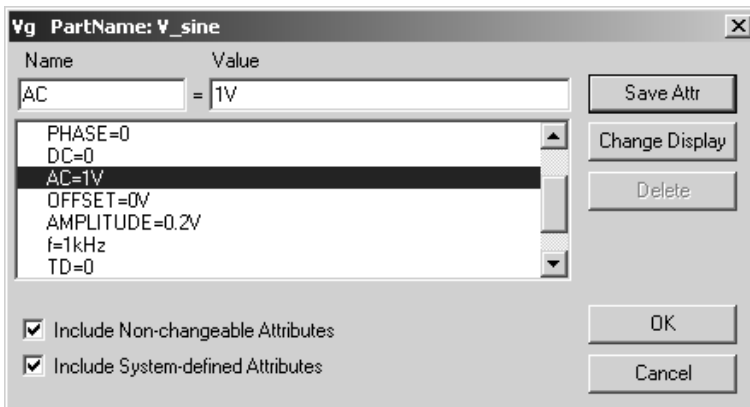 Vg PartName: V_sine
Name Value
AC = 1V
Save Attr
PHASE=0
DC=0
AC=1V
OFFSET=0V
AMPLITUDE=0.2V
f=1kHz
TD=0
Change Display
Delete
Include Non-changeable Attributes
Include System-defined Attributes
OK
Cancel